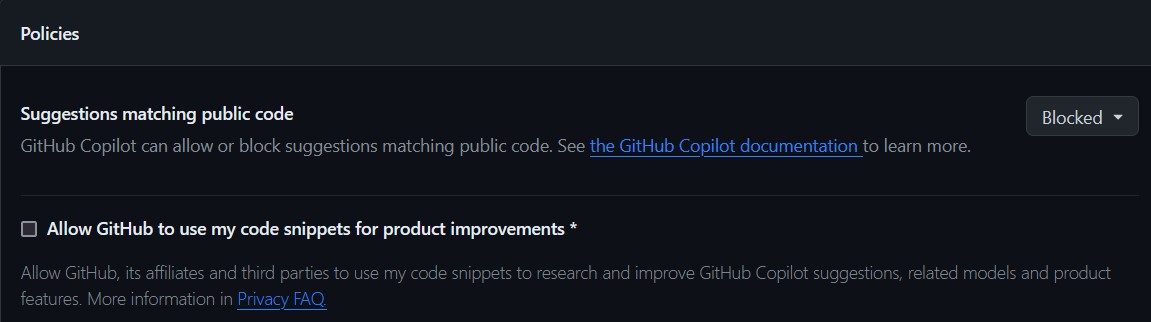 Policies
Suggestions matching public code
Blocked
GitHub Copilot can allow or block suggestions matching public code. See the GitHub Copilot documentation to learn more.
Allow GitHub to use my code snippets for product improvements *
Allow GitHub, its affiliates and third parties to use my code snippets to research and improve GitHub Copilot suggestions, related models and product
features. More information in Privacy FAQ.